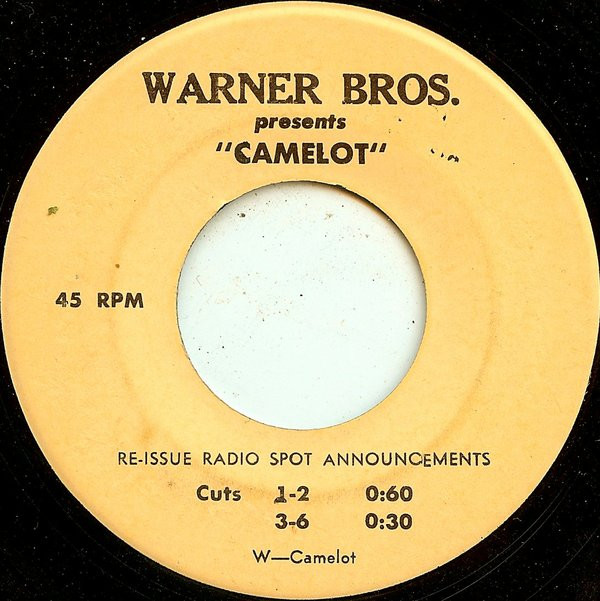 WARNER BROS.
presents
"CAMELOT"
45 RPM
RE-ISSUE RADIO SPOT ANNOUNCEMENTS
Cuts 1-2 0:60
3-6 0:30
W—Camelot